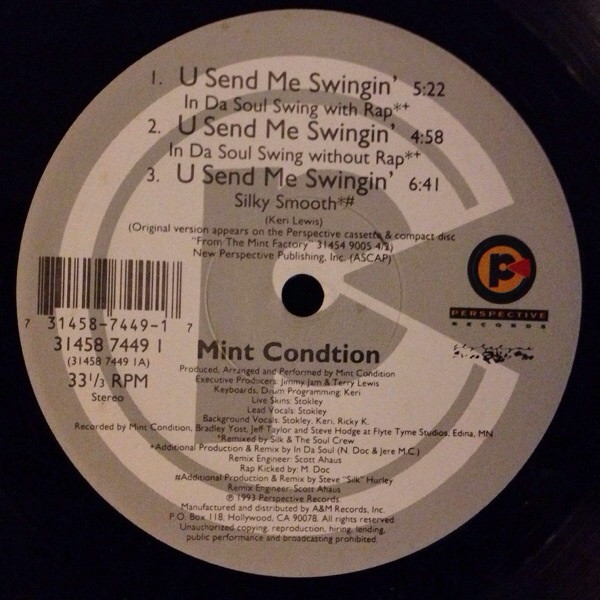 1. U Send Me Swingin' 5:22
In Da Soul Swing with Rap*+
2. U Send Me Swingin' 4:58
In Da Soul Swing without Rap*+
3. U Send Me Swingin' 6:41
Silky Smooth*#
(Keri Lewis)
(Original version appears on the Perspective cassette & compact disc
"From The Mint Factory" 31454 9005 4/2)
New Perspective Publishing, Inc. (ASCAP)
7 31458-7449-1 7
31458 7449 1
(31458 7449 1A)
33 1/3 RPM
Stereo
PERSPECTIVE
RECORDS
Mint Condtion
Produced, Arranged and Performed by Mint Condition
Executive Producers: Jimmy Jam & Terry Lewis
Keyboards, Drum Programming: Keri
Live Skins: Stokley
Lead Vocals: Stokley
Background Vocals: Stokley, Keri, Ricky K.
Recorded by Mint Condition, Bradley Yost, Jeff Taylor and Steve Hodge at Flyte Tyme Studios, Edina, MN
*Remixed by Silk & The Soul Crew
+Additional Production & Remix by In Da Soul (N. Doc & Jere M.C.)
Remix Engineer: Scott Ahaus
Rap Kicked by: M. Doc
#Additional Production & Remix by Steve "Silk" Hurley
Remix Engineer: Scott Ahaus
℗ 1993 Perspective Records
Manufactured and distributed by A&M Records, Inc.
P.O. Box 118, Hollywood, CA 90078. All rights reserved.
Unauthorized copying, reproduction, hiring, lending,
public performance and broadcasting prohibited.